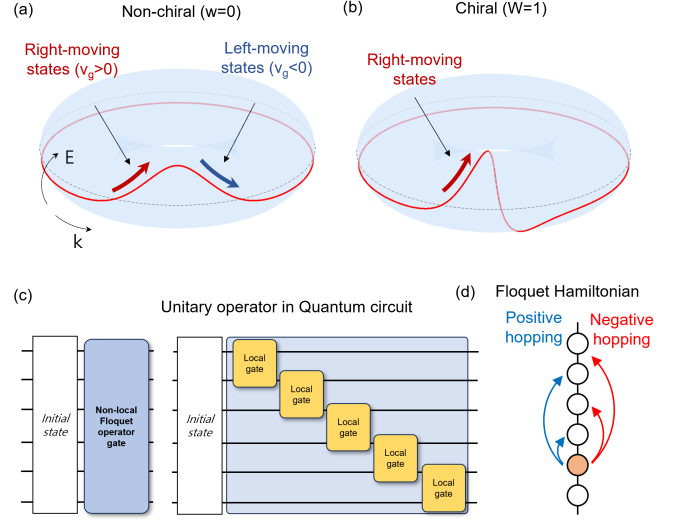 (a)
Non-chiral (w=0)
Right-moving
states (vg>0)
Left-moving
states (vg<0)
E
k
(b)
Chiral (W=1)
Right-moving
states
(c)
Unitary operator in Quantum circuit
Initial
state
Non-local
Floquet
operator
gate
Initial
state
Local
gate
Local
gate
Local
gate
Local
gate
Local
gate
(d)
Floquet Hamiltonian
Positive
hopping
Negative
hopping